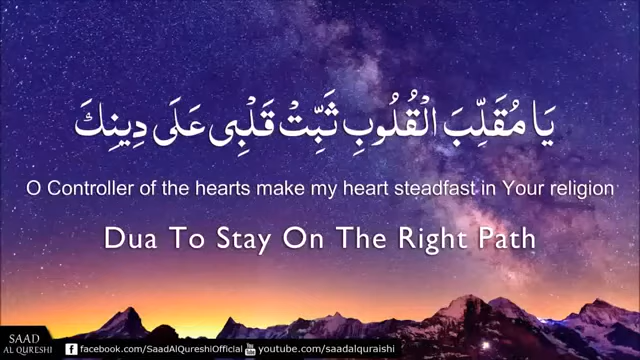 يَا مُقَلِّبَ الْقُلُوبِ ثَبِّتْ قَلْبِى عَلَى دِينِكَ
O Controller of the hearts make my heart steadfast in Your religion
Dua To Stay On The Right Path
SAAD
AL QURESHI
facebook.com/SaadAlQureshiOfficial YouTube youtube.com/saadalquraishi